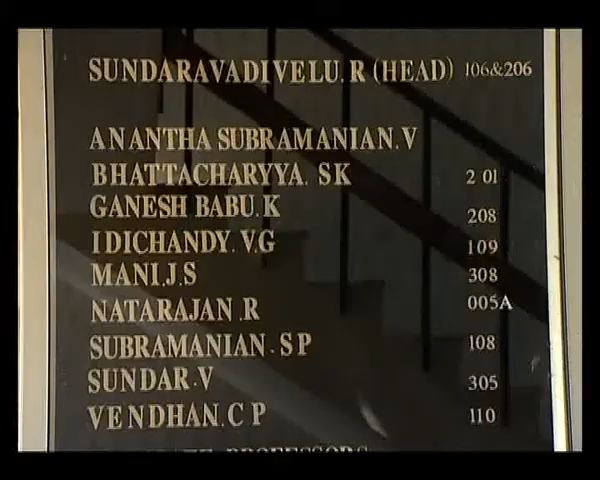 SUNDARAVADIVELU. R (HEAD) 106&206
ANANTHA SUBRAMANIAN.V
BHATTACHARYYA. S K 2 01
GANESH BABU.K 208
IDICHANDY. V.G 109
MANI.J.S 308
NATARAJAN .R 005A
SUBRAMANIAN. S P 108
SUNDAR.V 305
VENDHAN.C P 110
PROFESSORS